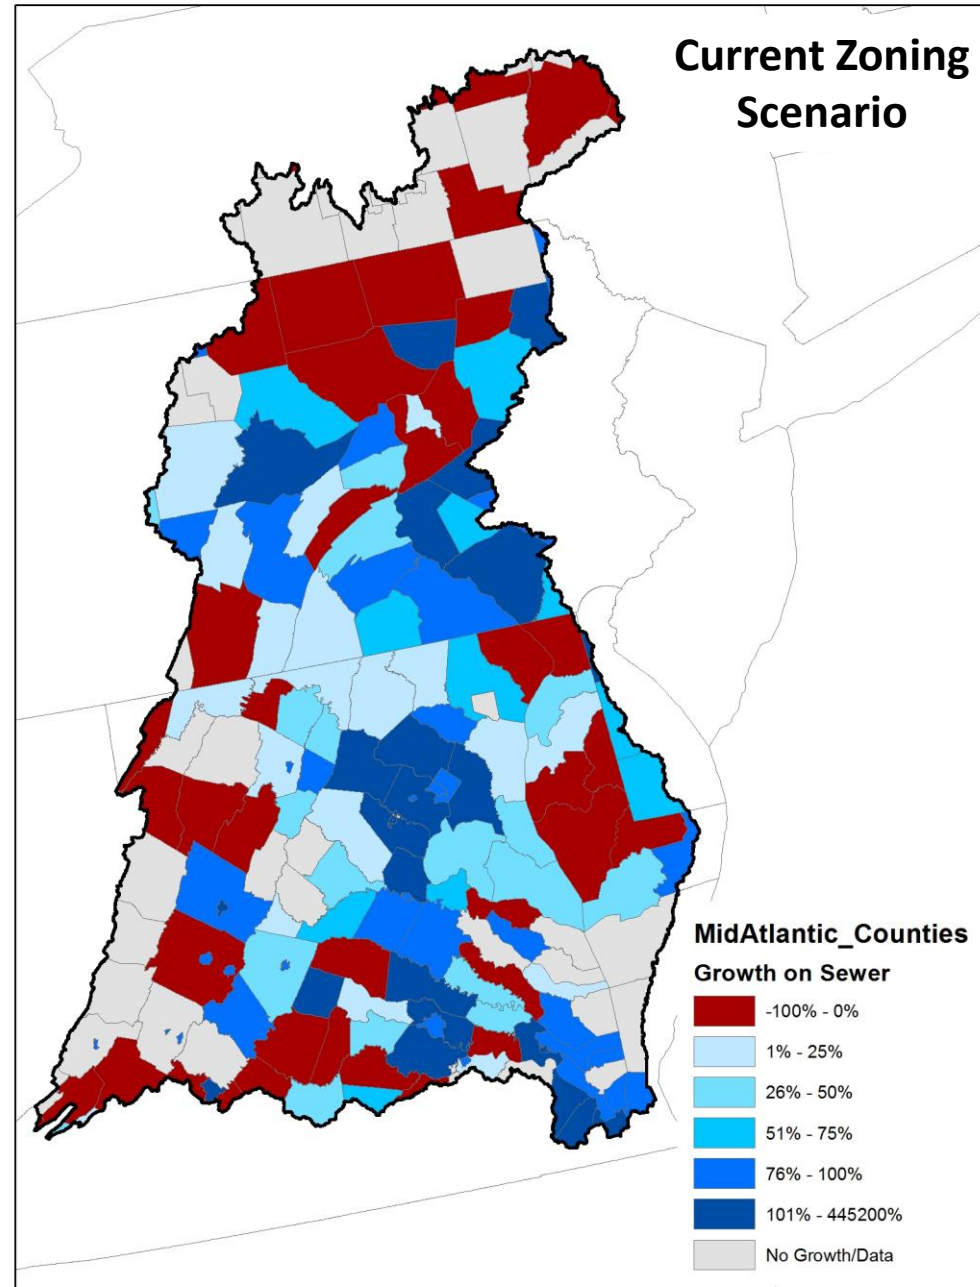 Current Zoning
Scenario
MidAtlantic_Counties
Growth on Sewer
-100% - 0%
1% - 25%
26% - 50%
51% - 75%
76% - 100%
101% - 445200%
No Growth/Data